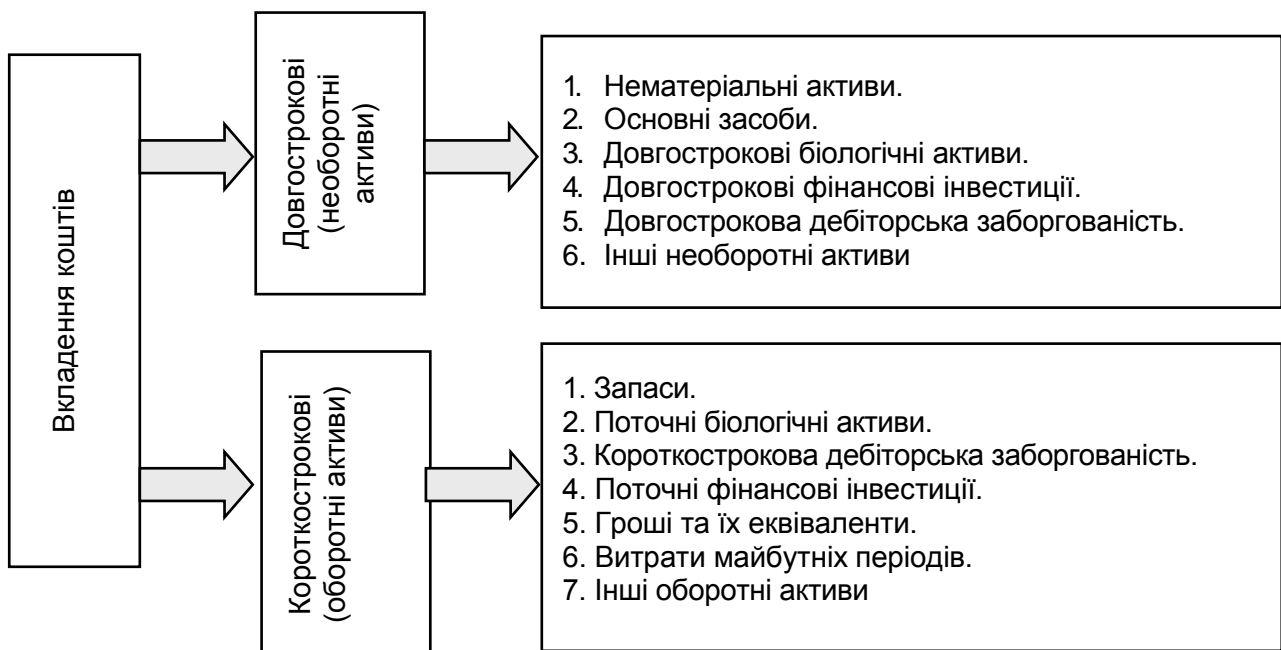 Вкладення коштів
Довгострокові
(необоротні
активи)
1. Нематеріальні активи.
2. Основні засоби.
3. Довгострокові біологічні активи.
4. Довгострокові фінансові інвестиції.
5. Довгострокова дебіторська заборгованість.
6. Інші необоротні активи
Короткострокові
(оборотні активи)
1. Запаси.
2. Поточні біологічні активи.
3. Короткострокова дебіторська заборгованість.
4. Поточні фінансові інвестиції.
5. Гроші та їх еквіваленти.
6. Витрати майбутніх періодів.
7. Інші оборотні активи